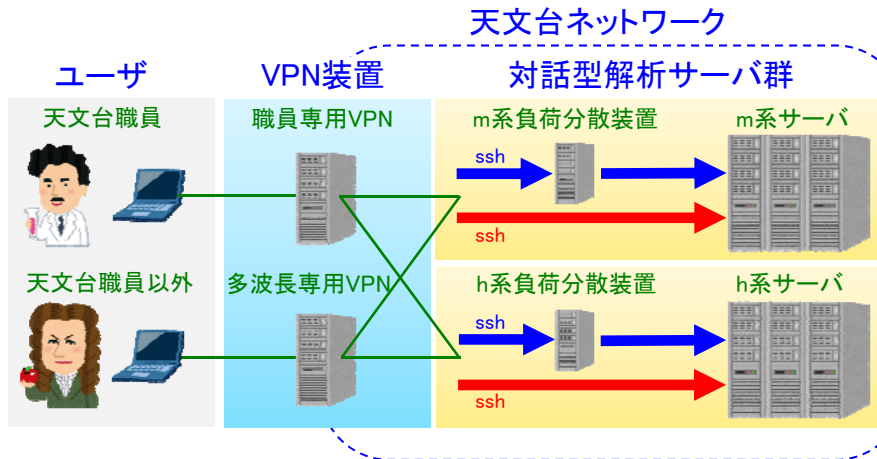 天文台ネットワーク
ユーザ
VPN装置
対話型解析サーバ群
天文台職員
職員専用VPN
m系負荷分散装置
m系サーバ
ssh
ssh
天文台職員以外
多波長専用VPN
h系負荷分散装置
h系サーバ
ssh
ssh